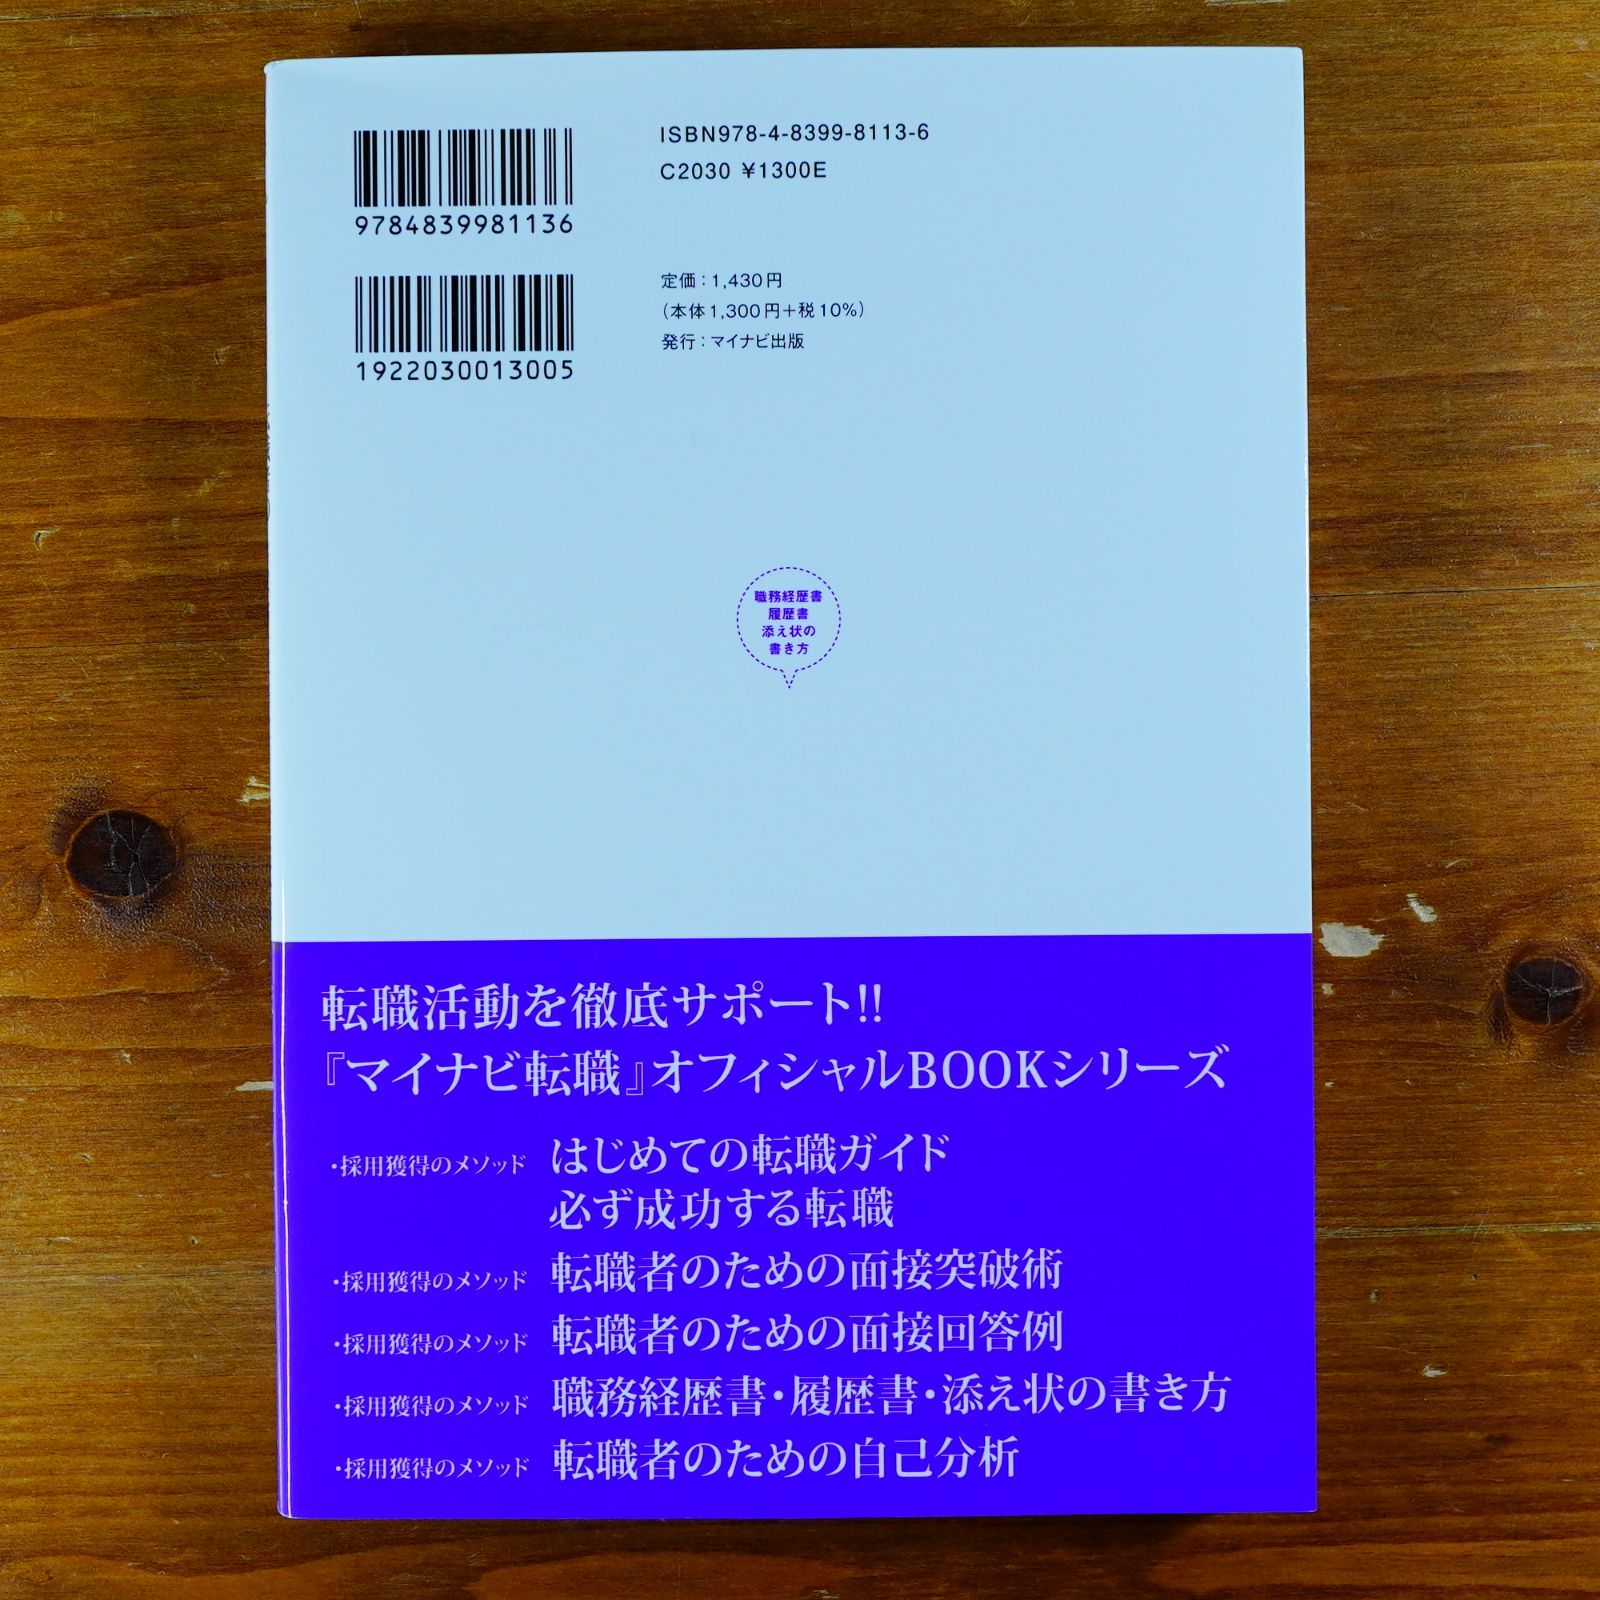 ISBN978-4-8399-8113-6
C2030 ¥1300E
9784839981136
1922030013005
定価：1,430円
（本体1,300円＋税10%）
発行：マイナビ出版
職務経歴書
履歴書
添え状の
書き方
転職活動を徹底サポート!!
『マイナビ転職』オフィシャルBOOKシリーズ
・採用獲得のメソッド はじめての転職ガイド
必ず成功する転職
・採用獲得のメソッド 転職者のための面接突破術
・採用獲得のメソッド 転職者のための面接回答例
・採用獲得のメソッド 職務経歴書・履歴書・添え状の書き方
・採用獲得のメソッド 転職者のための自己分析